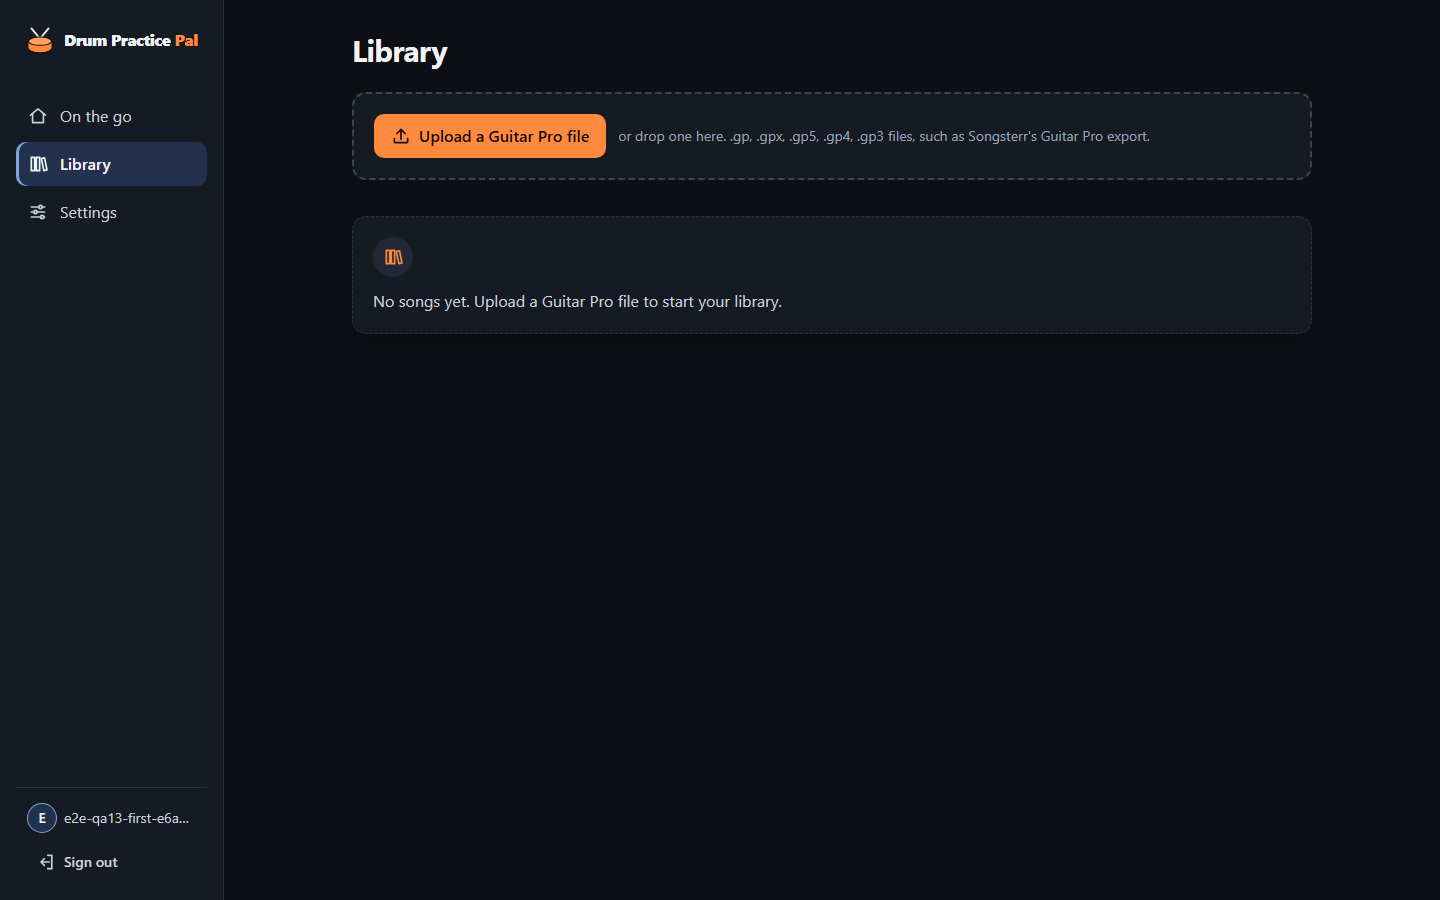 Drum Practice Pal
On the go
Library
Settings
e2e-qa13-first-e6a...
E
Sign out
Library
Upload a Guitar Pro file
or drop one here. .gp, .gpx, .gp5, .gp4, .gp3 files, such as Songsterr's Guitar Pro export.
No songs yet. Upload a Guitar Pro file to start your library.